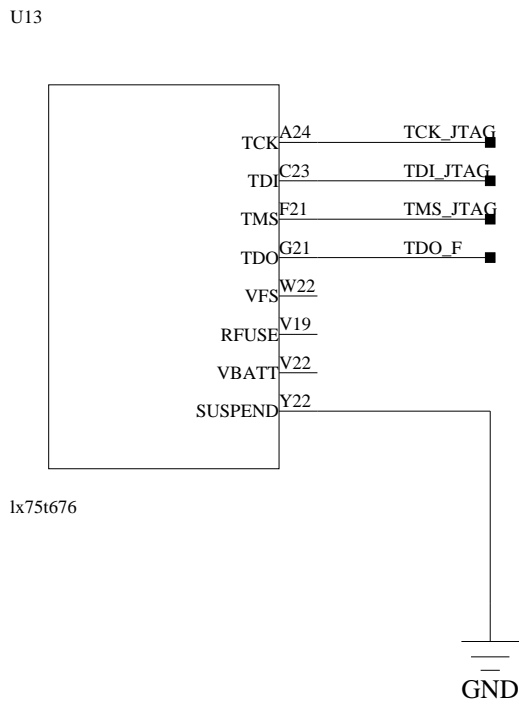 U13
TCK A24 TCK_JTAG
TDI C23 TDI_JTAG
TMS F21 TMS_JTAG
TDO G21 TDO_F
VFS W22
RFUSE V19
VBATT V22
SUSPEND Y22
lx75t676
GND